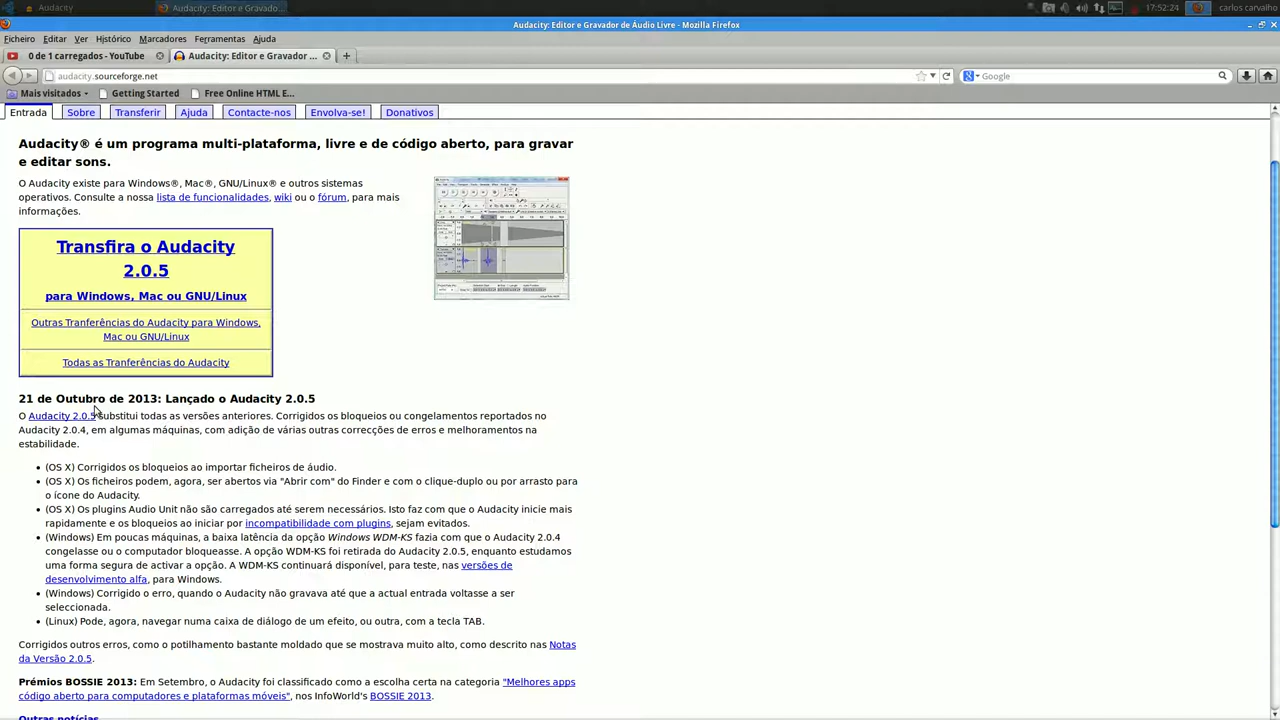 Audacity
Audacity: Editor e Gravado...
17:52:24
carlos carvalho
Audacity: Editor e Gravador de Áudio Livre - Mozilla Firefox
Ficheiro Editar Ver Histórico Marcadores Ferramentas Ajuda
0 de 1 carregados - YouTube
Audacity: Editor e Gravador ...
audacity.sourceforge.net
Google
Mais visitados
Getting Started
Free Online HTML E...
Entrada
Sobre
Transferir
Ajuda
Contacte-nos
Envolva-se!
Donativos
Audacity® é um programa multi-plataforma, livre e de código aberto, para gravar
e editar sons.
O Audacity existe para Windows®, Mac®, GNU/Linux® e outros sistemas
operativos. Consulte a nossa lista de funcionalidades, wiki ou o fórum, para mais
informações.
Transfira o Audacity
2.0.5
para Windows, Mac ou GNU/Linux
Outras Tranferências do Audacity para Windows,
Mac ou GNU/Linux
Todas as Tranferências do Audacity
21 de Outubro de 2013: Lançado o Audacity 2.0.5
O Audacity 2.0.5 substitui todas as versões anteriores. Corrigidos os bloqueios ou congelamentos reportados no
Audacity 2.0.4, em algumas máquinas, com adição de várias outras correcções de erros e melhoramentos na
estabilidade.
• (OS X) Corrigidos os bloqueios ao importar ficheiros de áudio.
• (OS X) Os ficheiros podem, agora, ser abertos via "Abrir com" do Finder e com o clique-duplo ou por arrasto para
o ícone do Audacity.
• (OS X) Os plugins Audio Unit não são carregados até serem necessários. Isto faz com que o Audacity inicie mais
rapidamente e os bloqueios ao iniciar por incompatibilidade com plugins, sejam evitados.
• (Windows) Em poucas máquinas, a baixa latência da opção Windows WDM-KS fazia com que o Audacity 2.0.4
congelasse ou o computador bloqueasse. A opção WDM-KS foi retirada do Audacity 2.0.5, enquanto estudamos
uma forma segura de activar a opção. A WDM-KS continuará disponível, para teste, nas versões de
desenvolvimento alfa, para Windows.
• (Windows) Corrigido o erro, quando o Audacity não gravava até que a actual entrada voltasse a ser
seleccionada.
• (Linux) Pode, agora, navegar numa caixa de diálogo de um efeito, ou outra, com a tecla TAB.
Corrigidos outros erros, como o potilhamento bastante moldado que se mostrava muito alto, como descrito nas Notas
da Versão 2.0.5.
Prémios BOSSIE 2013: Em Setembro, o Audacity foi classificado como a escolha certa na categoria "Melhores apps
código aberto para computadores e plataformas móveis", nos InfoWorld's BOSSIE 2013.
Outras notícias